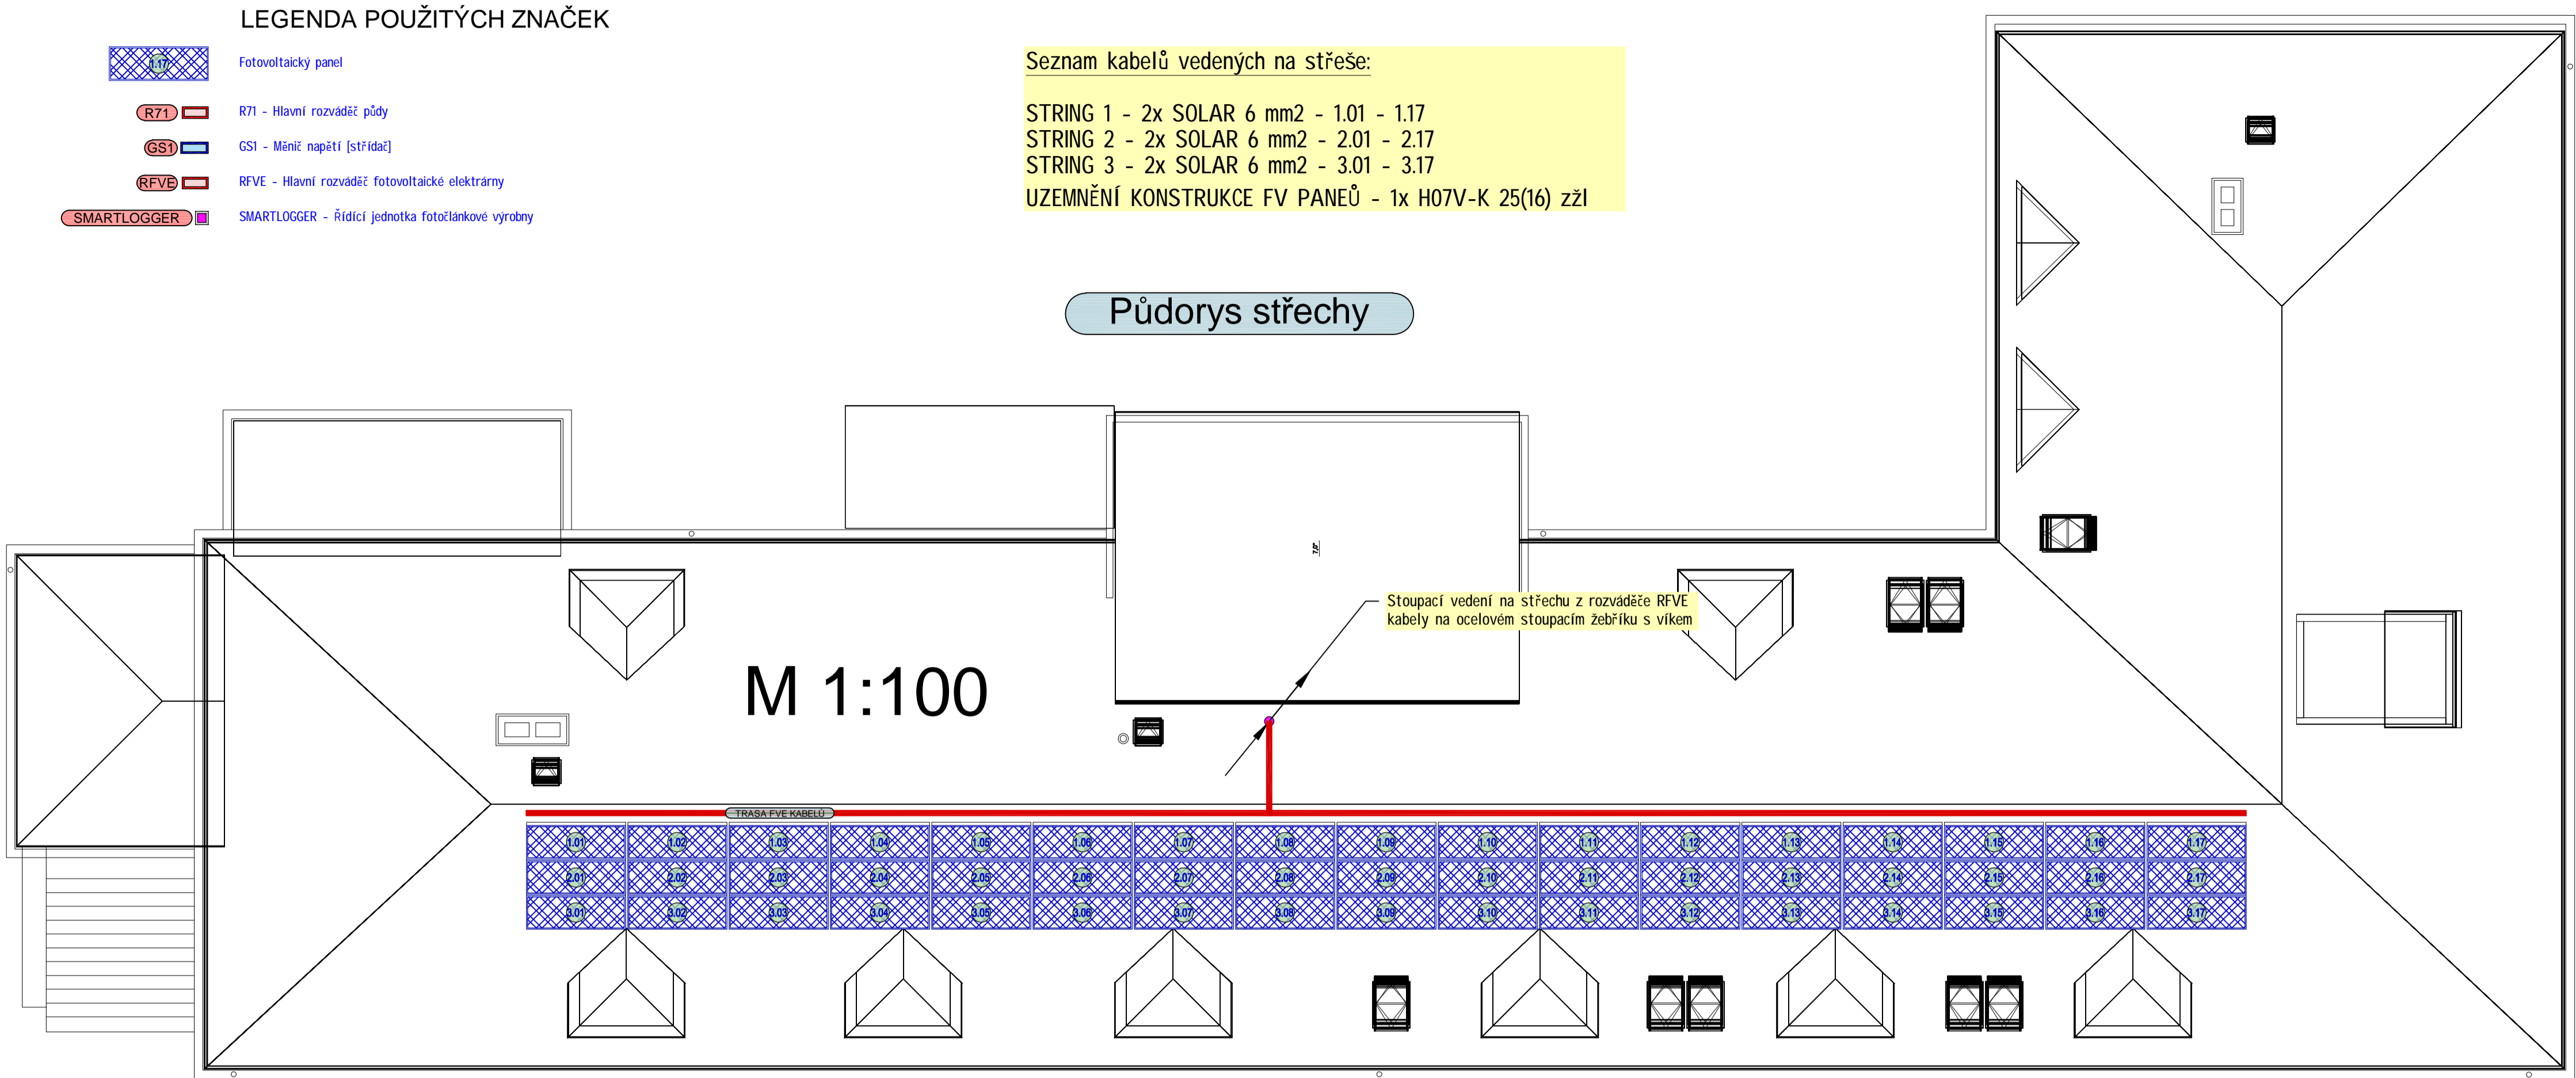 LEGENDA POUŽITÝCH ZNAČEK
1.17 Fotovoltaický panel
R71 R71 - Hlavní rozváděč půdy
GS1 GS1 - Měnič napětí [střídač]
RFVE RFVE - Hlavní rozváděč fotovoltaické elektrárny
SMARTLOGGER SMARTLOGGER - Řídící jednotka fotočlánkové výrobny
Seznam kabelů vedených na střeše:
STRING 1 - 2x SOLAR 6 mm2 - 1.01 - 1.17
STRING 2 - 2x SOLAR 6 mm2 - 2.01 - 2.17
STRING 3 - 2x SOLAR 6 mm2 - 3.01 - 3.17
UZEMNĚNÍ KONSTRUKCE FV PANEŮ - 1x H07V-K 25(16) zžl
Půdorys střechy
Stoupací vedení na střechu z rozváděče RFVE
kabely na ocelovém stoupacím žebříku s víkem
M 1:100
TRASA FVE KABELŮ
1.01 1.02 1.03 1.04 1.05 1.06 1.07 1.08 1.09 1.10 1.11 1.12 1.13 1.14 1.15 1.16 1.17
2.01 2.02 2.03 2.04 2.05 2.06 2.07 2.08 2.09 2.10 2.11 2.12 2.13 2.14 2.15 2.16 2.17
3.01 3.02 3.03 3.04 3.05 3.06 3.07 3.08 3.09 3.10 3.11 3.12 3.13 3.14 3.15 3.16 3.17